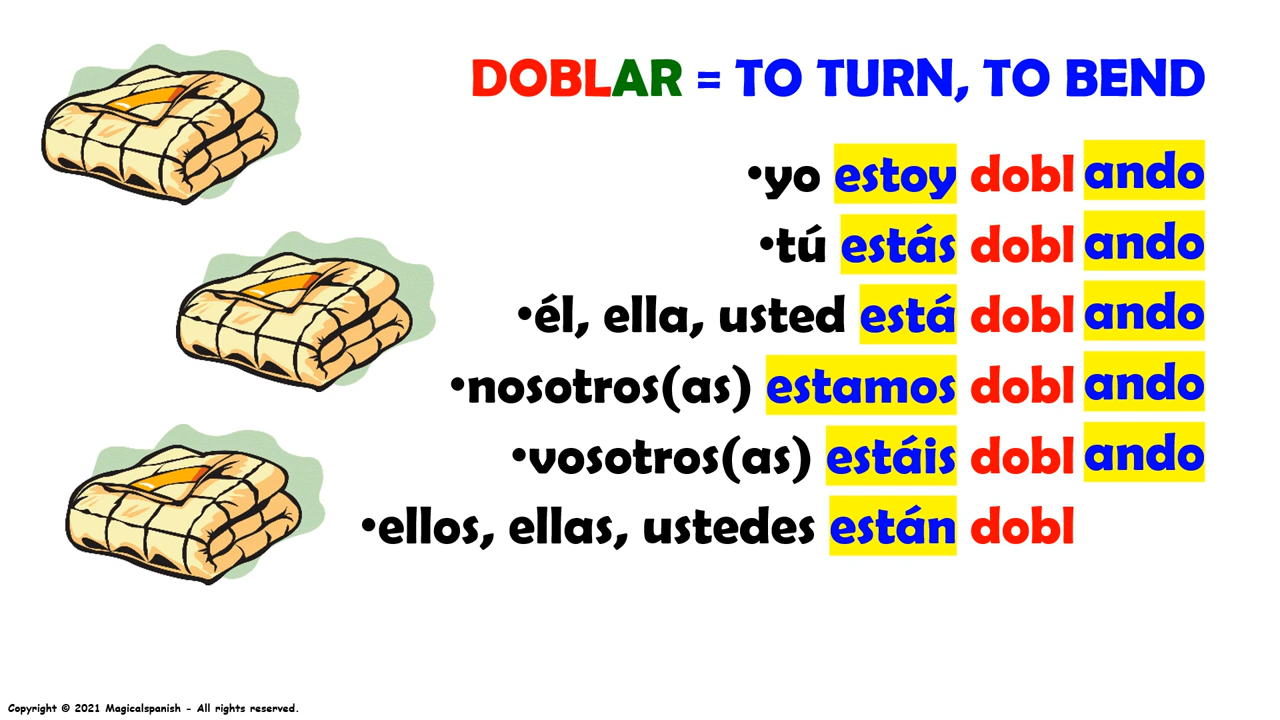 DOBLAR = TO TURN, TO BEND
•yo estoy dobl ando
•tú estás dobl ando
•él, ella, usted está dobl ando
•nosotros(as) estamos dobl ando
•vosotros(as) estáis dobl ando
•ellos, ellas, ustedes están dobl
Copyright © 2021 Magicalspanish - All rights reserved.